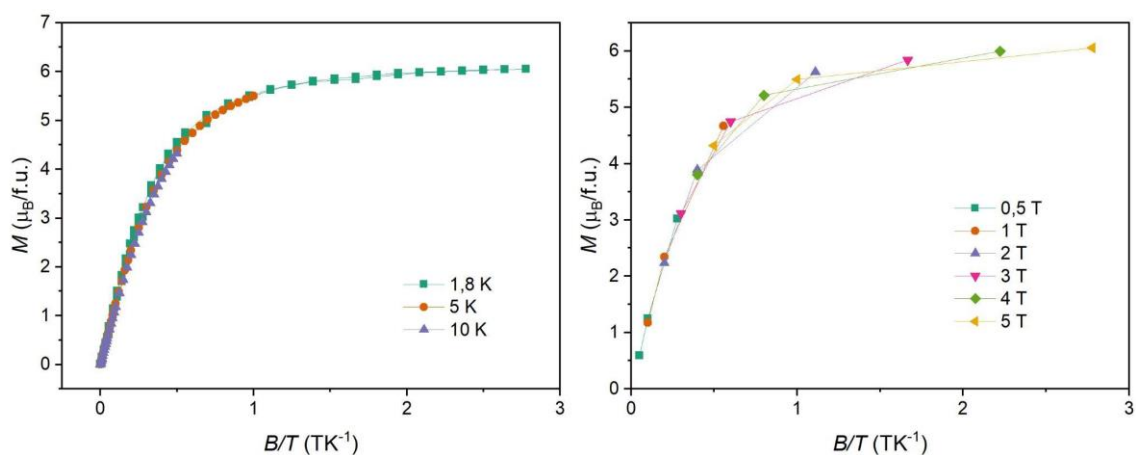 7
6
5
4
3
2
1
0
M (μB/f.u.)
1,8 K
5 K
10 K
0 1 2 3
B/T (TK-1)
6
5
4
3
2
1
0
M (μB/f.u.)
0,5 T
1 T
2 T
3 T
4 T
5 T
0 1 2 3
B/T (TK-1)